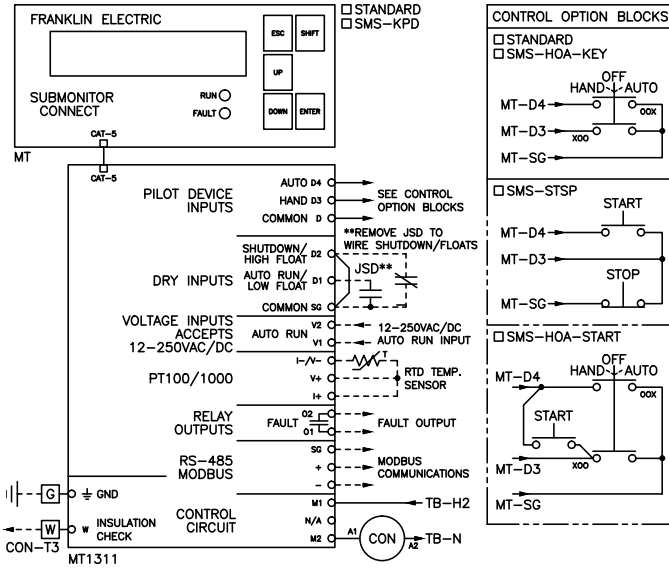 FRANKLIN ELECTRIC
ESC
SHIFT
UP
DOWN
ENTER
SUBMONITOR
CONNECT
RUN
FAULT
□ STANDARD
□ SMS-KPD
CAT-5
MT
CAT-5
PILOT DEVICE
INPUTS
AUTO D4
HAND D3
COMMON D
SEE CONTROL
OPTION BLOCKS
**REMOVE JSD TO
WIRE SHUTDOWN/FLOATS
DRY INPUTS
SHUTDOWN/
HIGH FLOAT D2
AUTO RUN/
LOW FLOAT D1
COMMON SG
JSD**
VOLTAGE INPUTS
ACCEPTS
12-250VAC/DC
AUTO RUN
V2
V1
12-250VAC/DC
AUTO RUN INPUT
PT100/1000
I-/V-
V+
I+
T
RTD TEMP.
SENSOR
RELAY
OUTPUTS
FAULT
O2
O1
FAULT OUTPUT
RS-485
MODBUS
SG
+
-
MODBUS
COMMUNICATIONS
G
GND
W
W
INSULATION
CHECK
CON-T3
CONTROL
CIRCUIT
M1
N/A
M2
TB-H2
A1
CON
A2
TB-N
MT1311
CONTROL OPTION BLOCKS
□ STANDARD
□ SMS-HOA-KEY
OFF
HAND
AUTO
MT-D4
OOX
MT-D3
XOO
MT-SG
□ SMS-STSP
START
MT-D4
MT-D3
STOP
MT-SG
□ SMS-HOA-START
OFF
HAND
AUTO
MT-D4
OOX
START
MT-D3
XOO
MT-SG